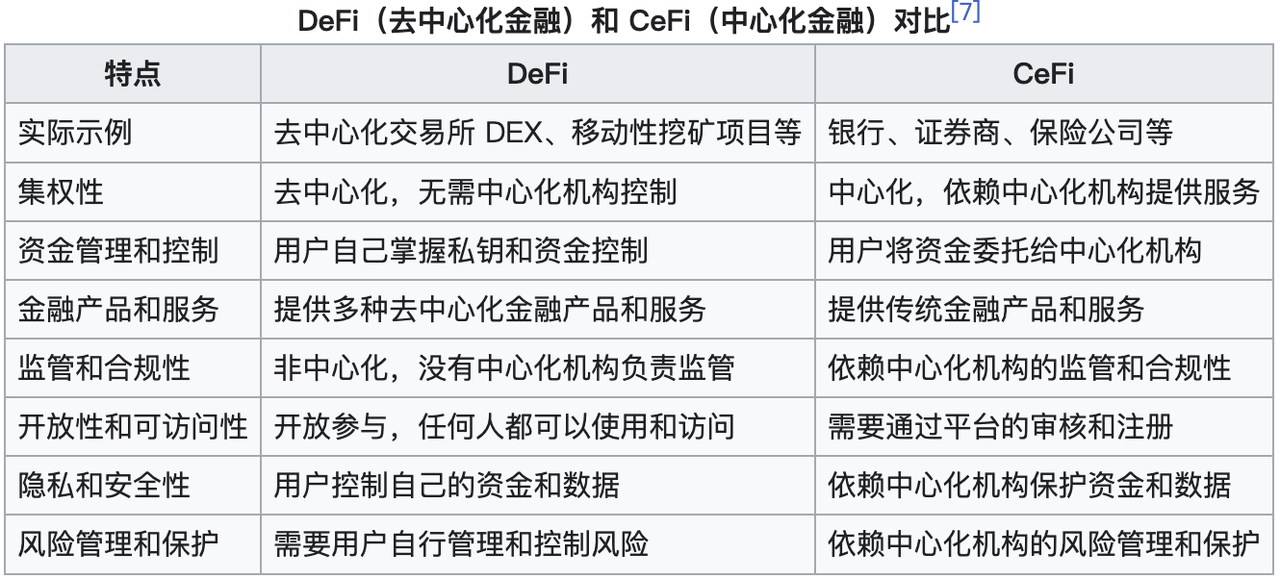 DeFi（去中心化金融）和 CeFi（中心化金融）对比[7]
特点 DeFi CeFi
实际示例 去中心化交易所 DEX、移动性挖矿项目等 银行、证券商、保险公司等
集权性 去中心化，无需中心化机构控制 中心化，依赖中心化机构提供服务
资金管理和控制 用户自己掌握私钥和资金控制 用户将资金委托给中心化机构
金融产品和服务 提供多种去中心化金融产品和服务 提供传统金融产品和服务
监管和合规性 非中心化，没有中心化机构负责监管 依赖中心化机构的监管和合规性
开放性和可访问性 开放参与，任何人都可以使用和访问 需要通过平台的审核和注册
隐私和安全性 用户控制自己的资金和数据 依赖中心化机构保护资金和数据
风险管理和保护 需要用户自行管理和控制风险 依赖中心化机构的风险管理和保护